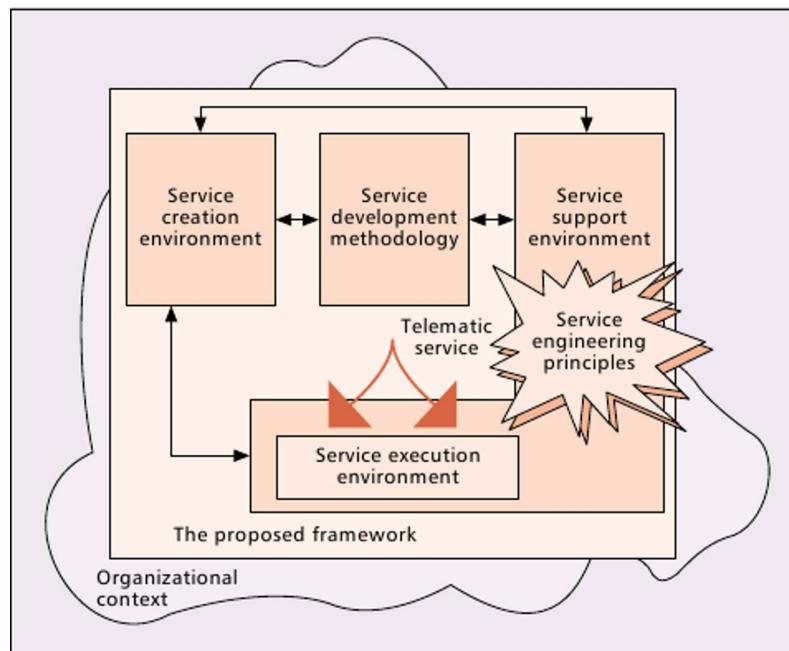 Service
creation
environment
Service
development
methodology
Service
support
environment
Telematic
service
Service
engineering
principles
Service execution
environment
The proposed framework
Organizational
context